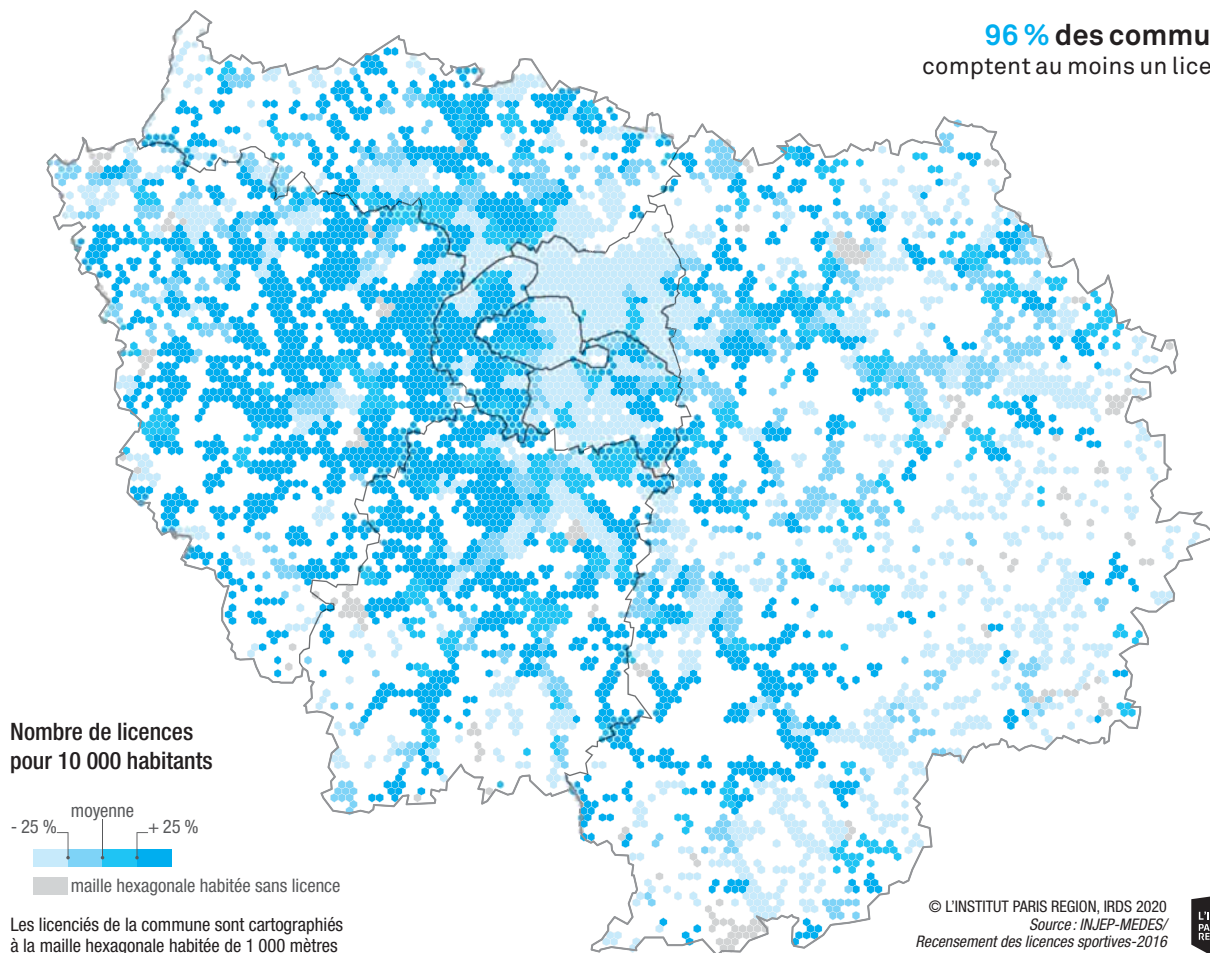 96 % des commu
comptent au moins un lice
Nombre de licences
pour 10 000 habitants
moyenne
- 25 % + 25 %
maille hexagonale habitée sans licence
Les licenciés de la commune sont cartographiés
à la maille hexagonale habitée de 1 000 mètres
© L'INSTITUT PARIS REGION, IRDS 2020
Source : INJEP-MEDES/
Recensement des licences sportives-2016
L'I
PA
RE